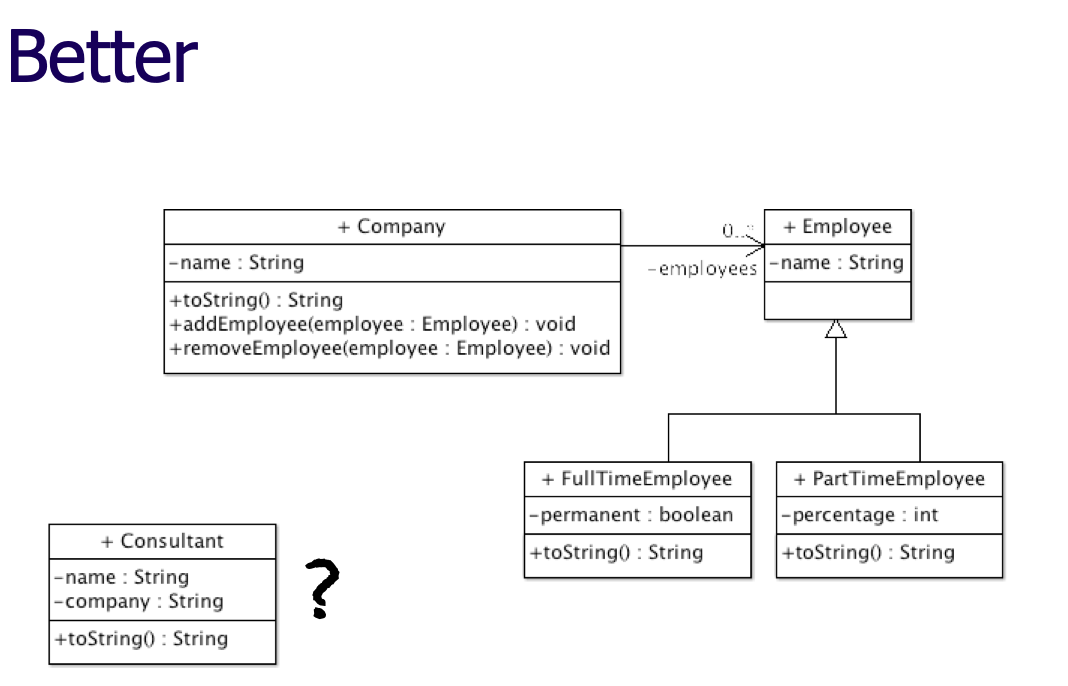 Better
+ Company
-name : String
+toString() : String
+addEmployee(employee : Employee) : void
+removeEmployee(employee : Employee) : void
0..*
-employees
+ Employee
-name : String
+ FullTimeEmployee
-permanent : boolean
+toString() : String
+ PartTimeEmployee
-percentage : int
+toString() : String
+ Consultant
-name : String
-company : String
+toString() : String
?